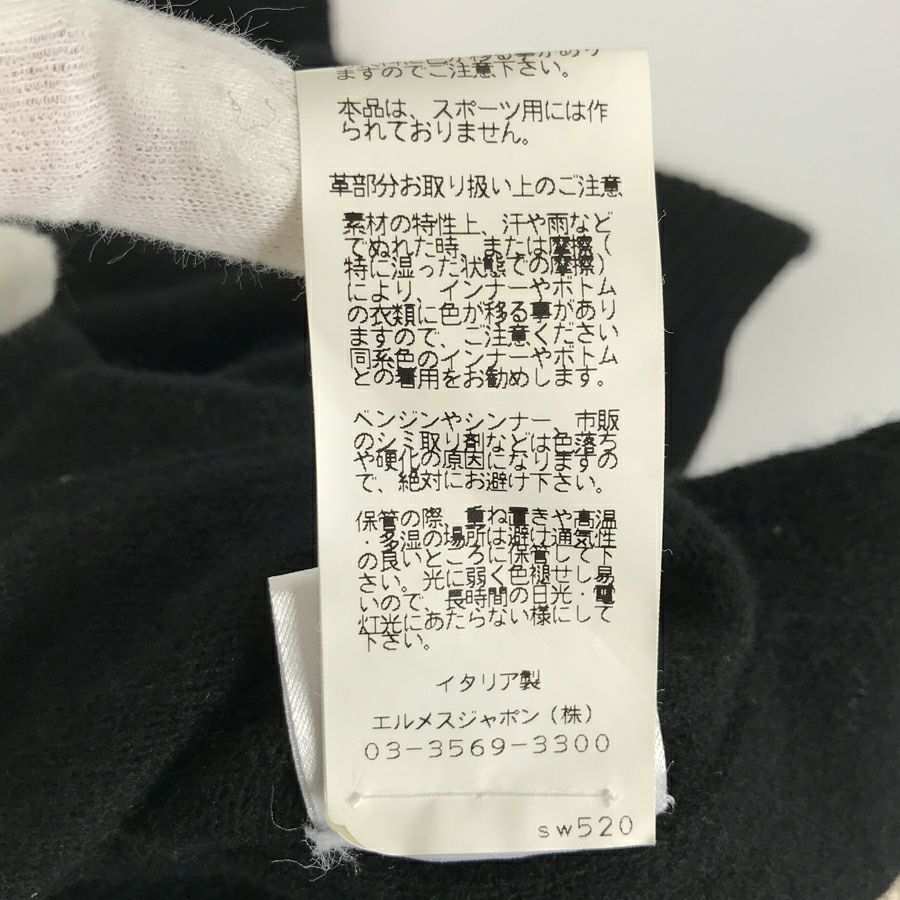 ますのでご注意下さい。
本品は、スポーツ用には作
られておりません。
革部分お取り扱い上のご注意
素材の特性上、汗や雨など
でぬれた時、または摩擦(
特に湿った状態での摩擦)
により、インナーやボトム
の衣類に色が移る事があり
ますので、ご注意ください
同系色のインナーやボトム
との着用をお勧めします。
ベンジンやシンナー、市販
のシミ取り剤などは色落ち
や硬化の原因になりますの
で、絶対にお避け下さい。
保管の際、重ね置きや高温
・多湿の場所は避け通気性
の良いところに保管して下
さい。光に弱く色褪せし易
いので、長時間の日光・電
灯光にあたらない様にして
下さい。
イタリア製
エルメスジャポン(株)
03-3569-3300
sw520